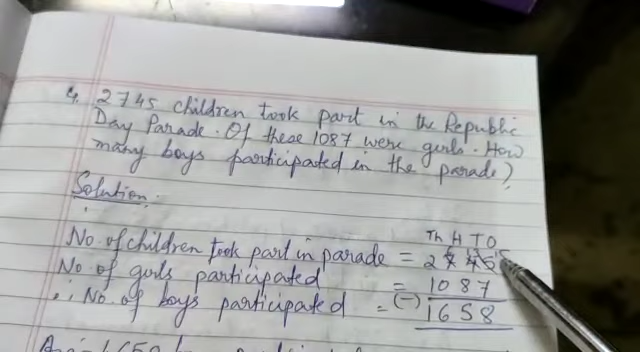 4. 2745 children took part in the Republic
Day Parade. Of these 1087 were girls. How
many boys participated in the parade?
Solution:
Th H T O
No. of children took part in parade = 2745
No of girls participated = 1087
∴ No. of boys participated = (-) 1658